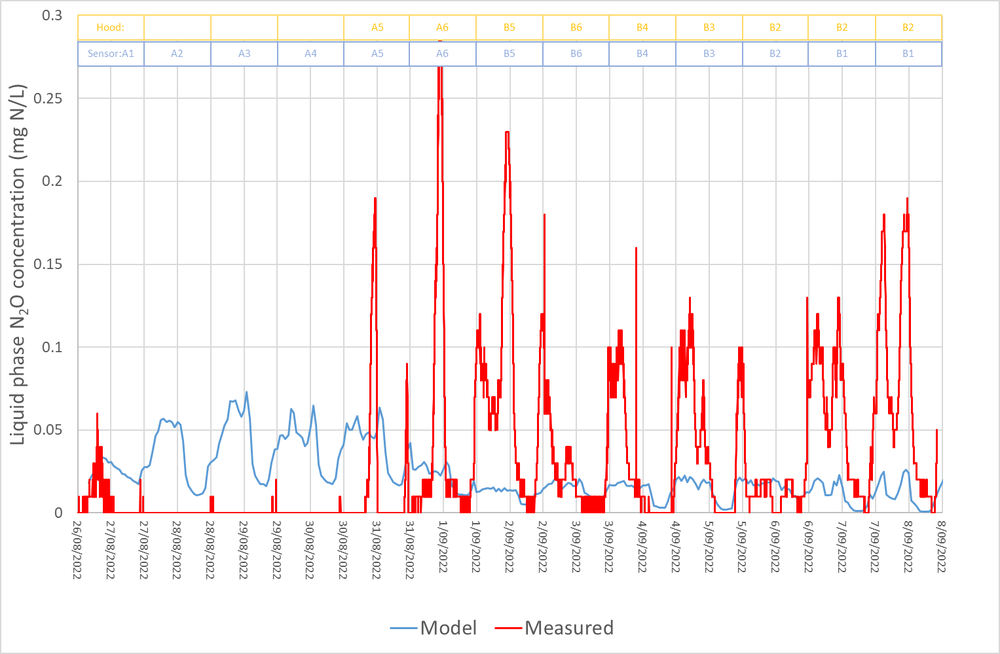 0.3
Hood: A5 A6 B5 B6 B4 B3 B2 B2 B2
Sensor:A1 A2 A3 A4 A5 A6 B5 B6 B4 B3 B2 B1 B1
0.25
0.2
0.15
0.1
0.05
0
Liquid phase N₂O concentration (mg N/L)
26/08/2022 27/08/2022 27/08/2022 28/08/2022 28/08/2022 29/08/2022 29/08/2022 30/08/2022 30/08/2022 31/08/2022 31/08/2022 1/09/2022 1/09/2022 2/09/2022 2/09/2022 3/09/2022 3/09/2022 4/09/2022 4/09/2022 5/09/2022 5/09/2022 6/09/2022 6/09/2022 7/09/2022 7/09/2022 8/09/2022 8/09/2022
Model Measured